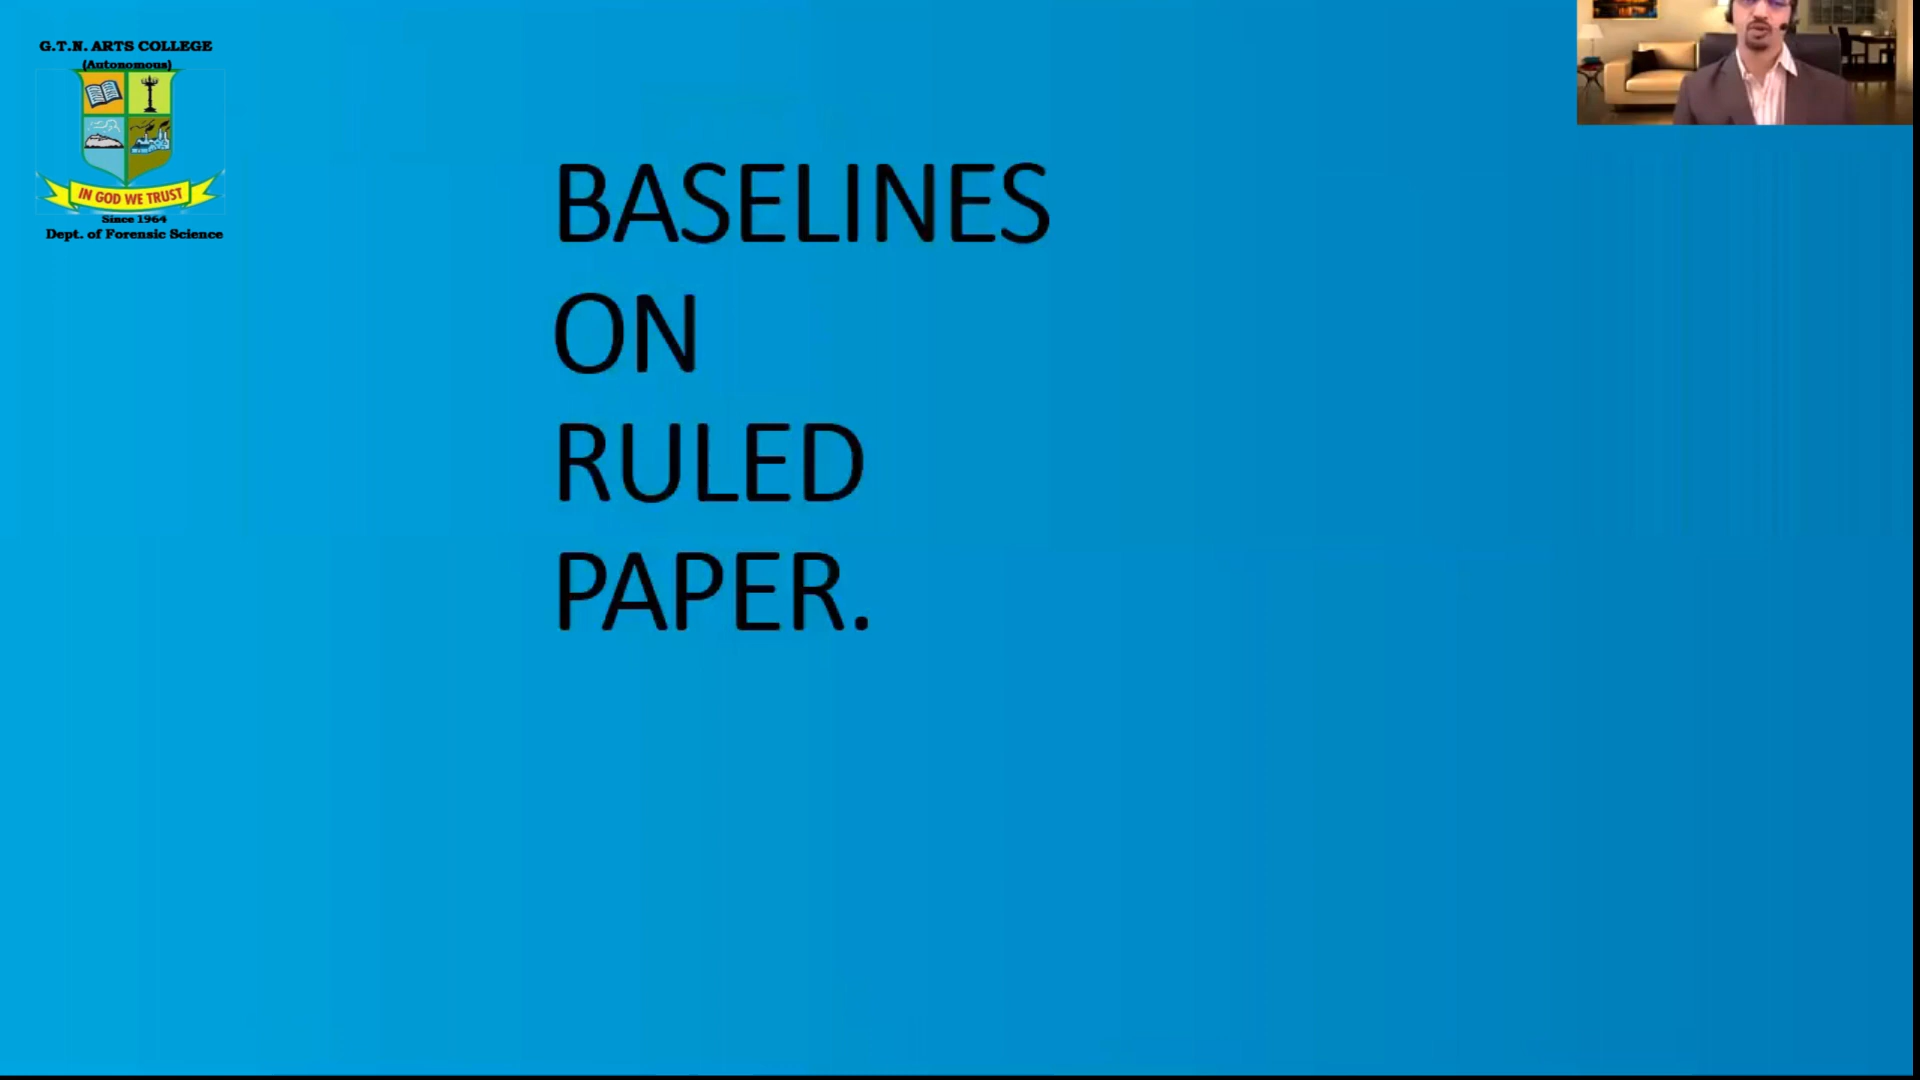 G.T.N. ARTS COLLEGE
(Autonomous)
IN GOD WE TRUST
Since 1964
Dept. of Forensic Science
BASELINES
ON
RULED
PAPER.